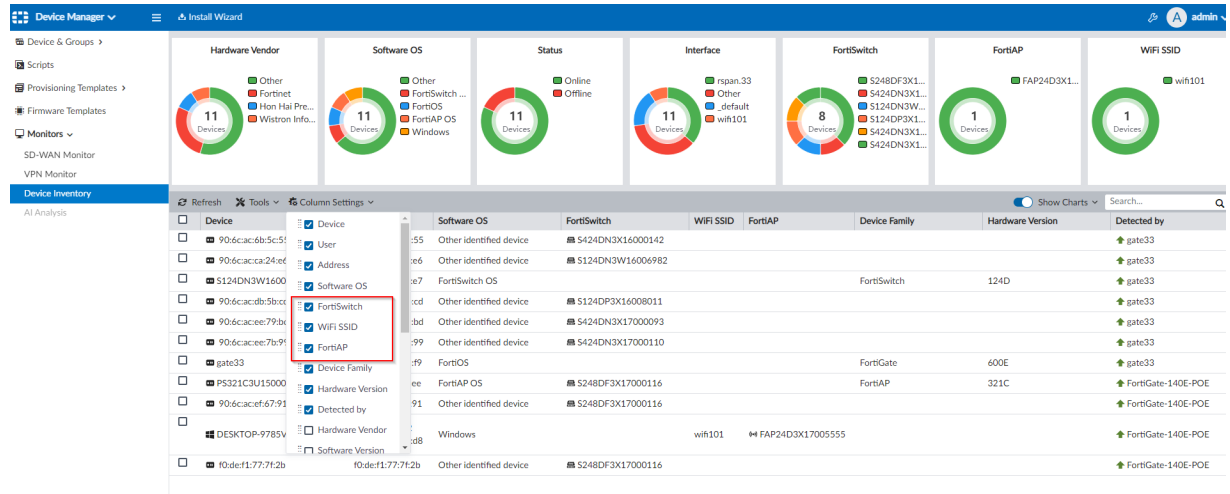 Device Manager
Install Wizard
A admin
Device & Groups
Scripts
Provisioning Templates
Firmware Templates
Monitors
SD-WAN Monitor
VPN Monitor
Device Inventory
AI Analysis
Hardware Vendor
11
Devices
Other
Fortinet
Hon Hai Pre...
Wistron Info...
Software OS
11
Devices
Other
FortiSwitch ...
FortiOS
FortiAP OS
Windows
Status
11
Devices
Online
Offline
Interface
11
Devices
rspan.33
Other
_default
wifi101
FortiSwitch
8
Devices
S248DF3X1...
S424DN3X1...
S124DN3W...
S124DP3X1...
S424DN3X1...
S424DN3X1...
FortiAP
1
Devices
FAP24D3X1...
WiFi SSID
1
Devices
wifi101
Refresh Tools Column Settings Show Charts Search...
Device Software OS FortiSwitch WiFi SSID FortiAP Device Family Hardware Version Detected by
90:6c:ac:6b:5c:55 :55 Other identified device S424DN3X16000142 gate33
90:6c:ac:ca:24:e6 :e6 Other identified device S124DN3W16006982 gate33
S124DN3W1600 :e7 FortiSwitch OS FortiSwitch 124D gate33
90:6c:ac:db:5b:cd :cd Other identified device S124DP3X16008011 gate33
90:6c:ac:ee:79:bd :bd Other identified device S424DN3X17000093 gate33
90:6c:ac:ee:7b:99 :99 Other identified device S424DN3X17000110 gate33
gate33 :f9 FortiOS FortiGate 600E gate33
PS321C3U15000 :ee FortiAP OS S248DF3X17000116 FortiAP 321C FortiGate-140E-POE
90:6c:ac:ef:67:91 :91 Other identified device S248DF3X17000116 FortiGate-140E-POE
DESKTOP-9785V :d8 Windows wifi101 FAP24D3X17005555 FortiGate-140E-POE
f0:de:f1:77:7f:2b f0:de:f1:77:7f:2b Other identified device S248DF3X17000116 FortiGate-140E-POE
Device
User
Address
Software OS
FortiSwitch
WiFi SSID
FortiAP
Device Family
Hardware Version
Detected by
Hardware Vendor
Software Version